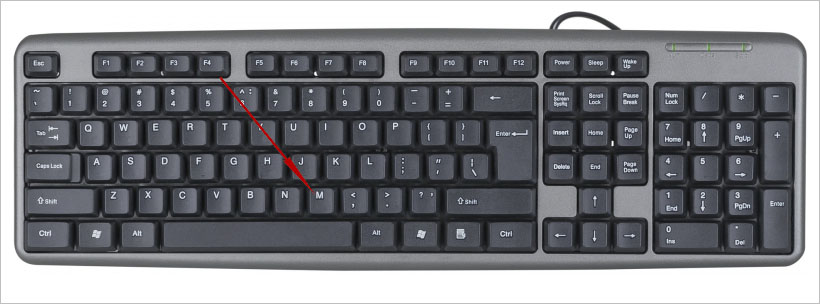 Esc F1 F2 F3 F4 F5 F6 F7 F8 F9 F10 F11 F12 Power Sleep Wake Up
~ ! @ # $ % ^ & * ( ) - +
1 2 3 4 5 7 8 9 0 = ← Print Screen SysRq Scroll Lock Pause Break Num Lock / * -
Tab Q W E R T Y U I O P { [ } ] Enter Insert Home Page Up 7 Home 8 ↑ 9 PgUp +
Caps Lock A S D F G H J K L : ; " Delete End Page Down 4 ← 5 6 →
⇧Shift Z X C V B N M < , > . ? ⇧Shift ↑ 1 End 2 ↓ 3 PgDn Enter
Ctrl Alt Alt Ctrl ← ↓ → 0 Ins . Del